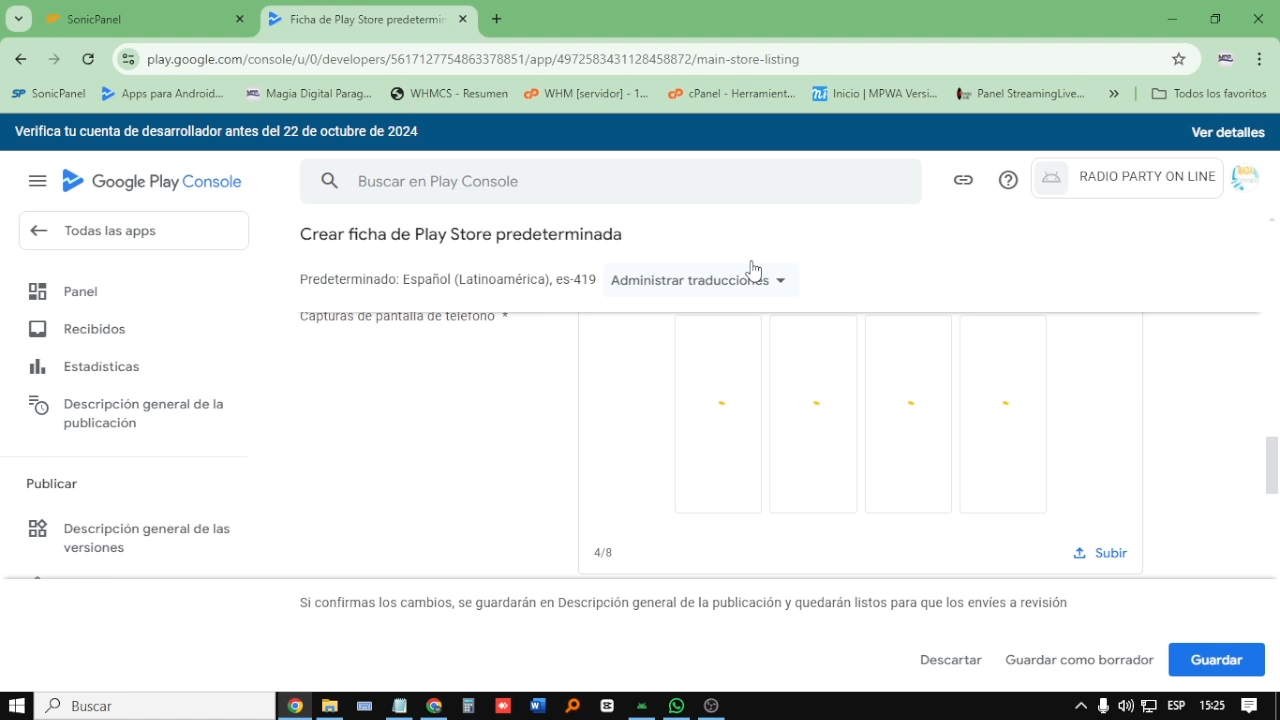 SonicPanel
Ficha de Play Store predetermin
play.google.com/console/u/0/developers/5617127754863378851/app/4972583431128458872/main-store-listing
SonicPanel
Apps para Android...
Magia Digital Parag...
WHMCS - Resumen
WHM [servidor] - 1...
cPanel - Herramient...
Inicio | MPWA Versi...
Panel StreamingLive...
Todos los favoritos
Verifica tu cuenta de desarrollador antes del 22 de octubre de 2024
Ver detalles
Google Play Console
Buscar en Play Console
RADIO PARTY ON LINE
Todas las apps
Crear ficha de Play Store predeterminada
Predeterminado: Español (Latinoamérica), es-419
Administrar traducciones
Panel
Capturas de pantalla de teléfono *
Recibidos
Estadísticas
Descripción general de la
publicación
Publicar
Descripción general de las
versiones
4/8
Subir
Si confirmas los cambios, se guardarán en Descripción general de la publicación y quedarán listos para que los envíes a revisión
Descartar
Guardar como borrador
Guardar
Buscar
ESP
15:25